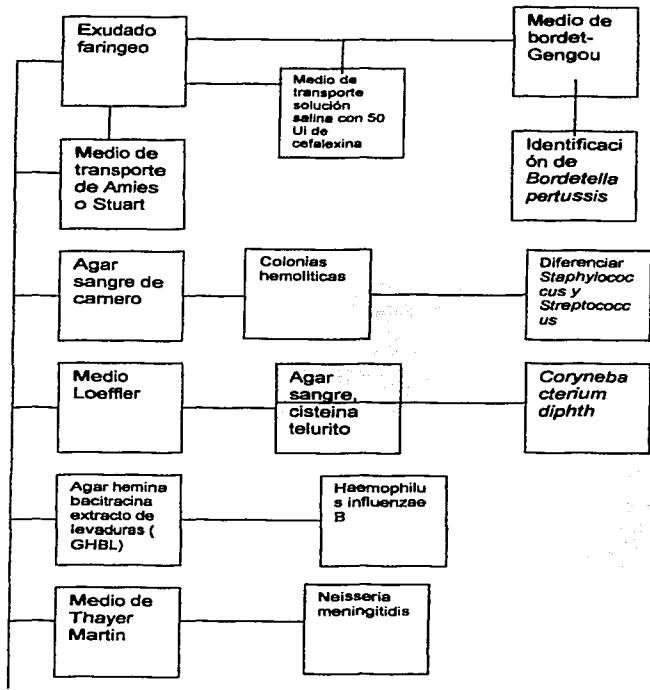 Exudado
faringeo
Medio de
bordet-
Gengou
Medio de
transporte
solución
salina con 50
UI de
cefalexina
Medio de
transporte
de Amies
o Stuart
Identificaci
ón de
Bordetella
pertussis
Agar
sangre de
carnero
Colonias
hemolíticas
Diferenciar
Staphylococ
cus y
Streptococc
us
Medio
Loeffler
Agar
sangre,
cisteina
telurito
Coryneba
cterium
diphth
Agar hemina
bacitracina
extracto de
levaduras (
GHBL)
Haemophilu
s influenzae
B
Medio de
Thayer
Martin
Neisseria
meningitidis